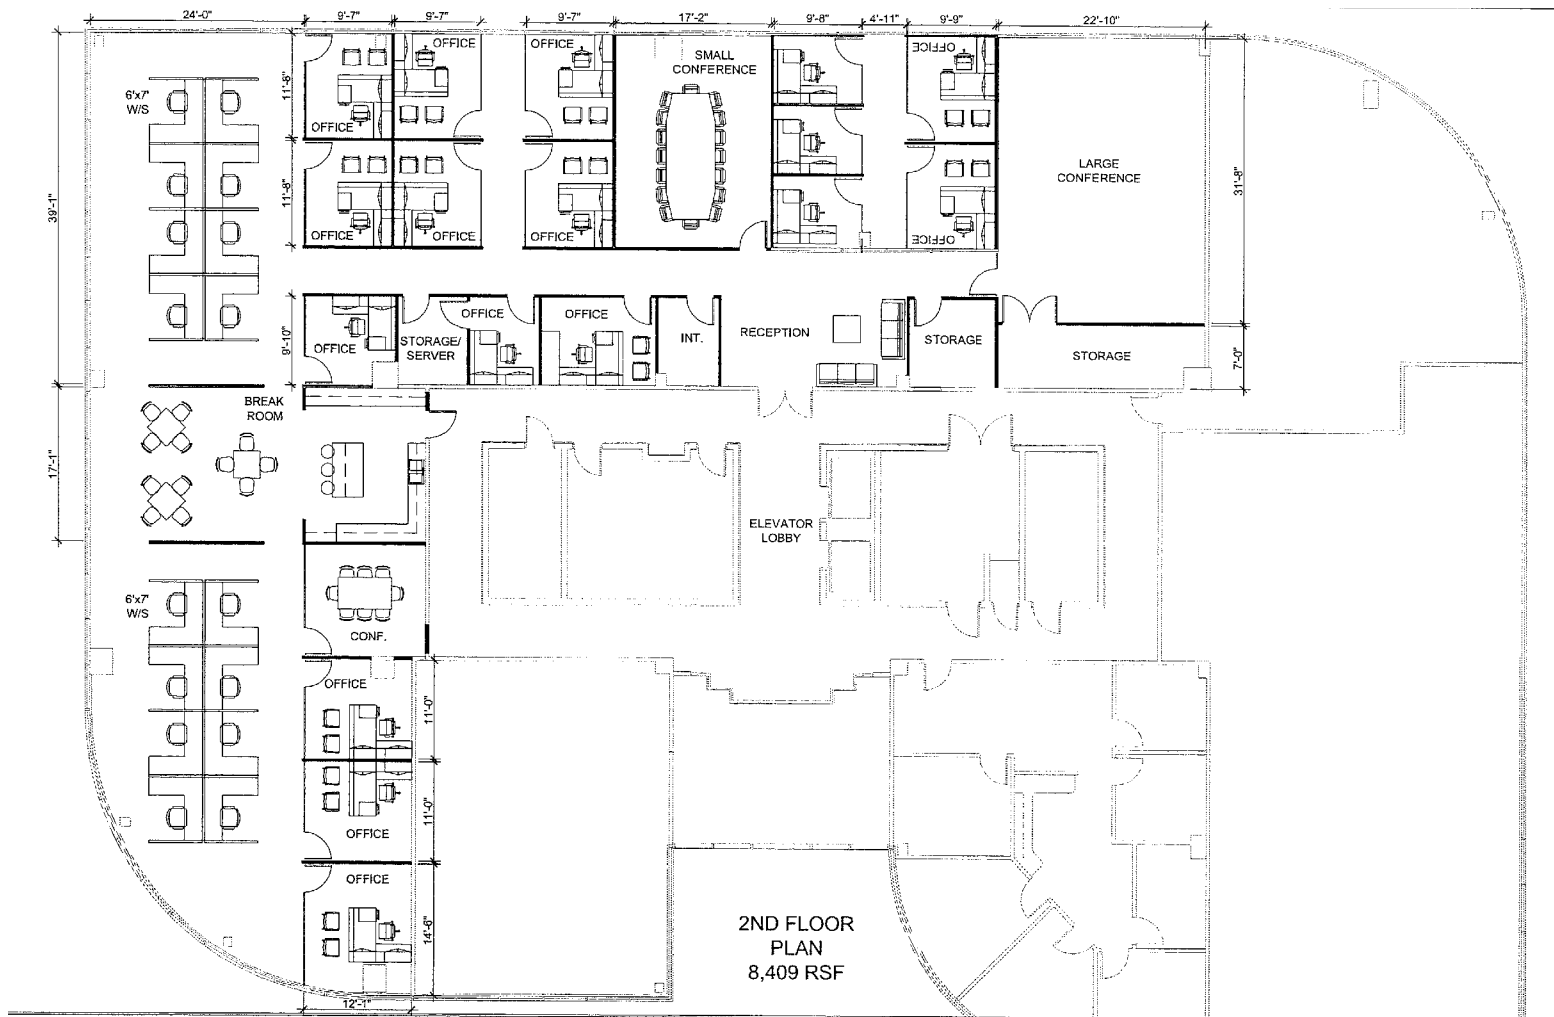 24'-0"
9'-7"
9'-7"
9'-7"
17'-2"
9'-8"
4'-11"
9'-9"
22'-10"
OFFICE
OFFICE
OFFICE
SMALL
CONFERENCE
6'x7'
W/S
11'-8"
OFFICE
LARGE
CONFERENCE
39'-1"
11'-8"
31'-8"
OFFICE
OFFICE
OFFICE
OFFICE
9'-10"
OFFICE
STORAGE/
SERVER
OFFICE
OFFICE
INT.
RECEPTION
STORAGE
STORAGE
7'-0"
BREAK
ROOM
17'-1"
ELEVATOR
LOBBY
6'x7'
W/S
CONF.
OFFICE
11'-0"
11'-0"
OFFICE
OFFICE
14'-6"
12'-1"
2ND FLOOR
PLAN
8,409 RSF